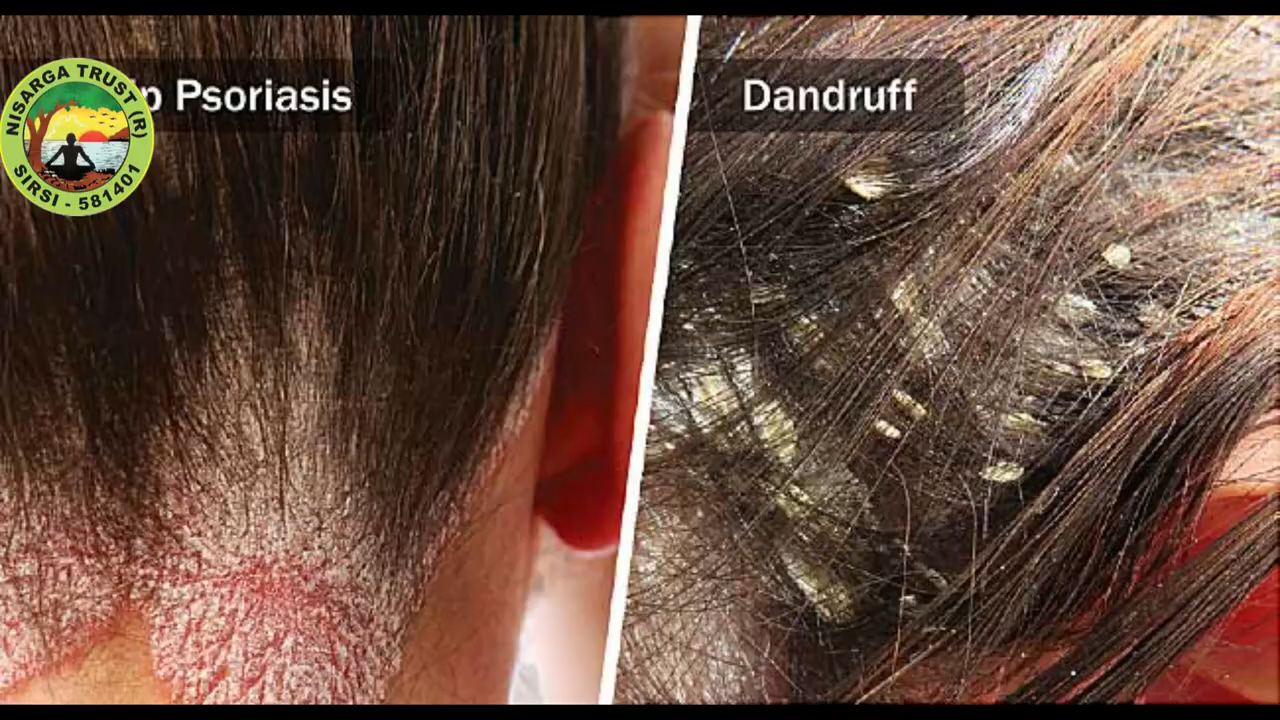 NISARGA TRUST (R)
SIRSI - 581401
p Psoriasis
Dandruff